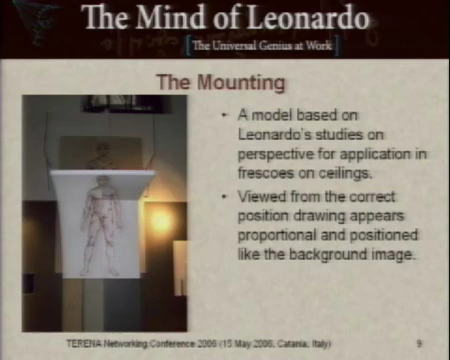 The Mind of Leonardo
[The Universal Genius at Work]
The Mounting
• A model based on
Leonardo's studies on
perspective for application in
frescoes on ceilings.
• Viewed from the correct
position drawing appears
proportional and positioned
like the background image.
TERENA Networking Conference 2006 (15 May 2006, Catania, Italy)
9